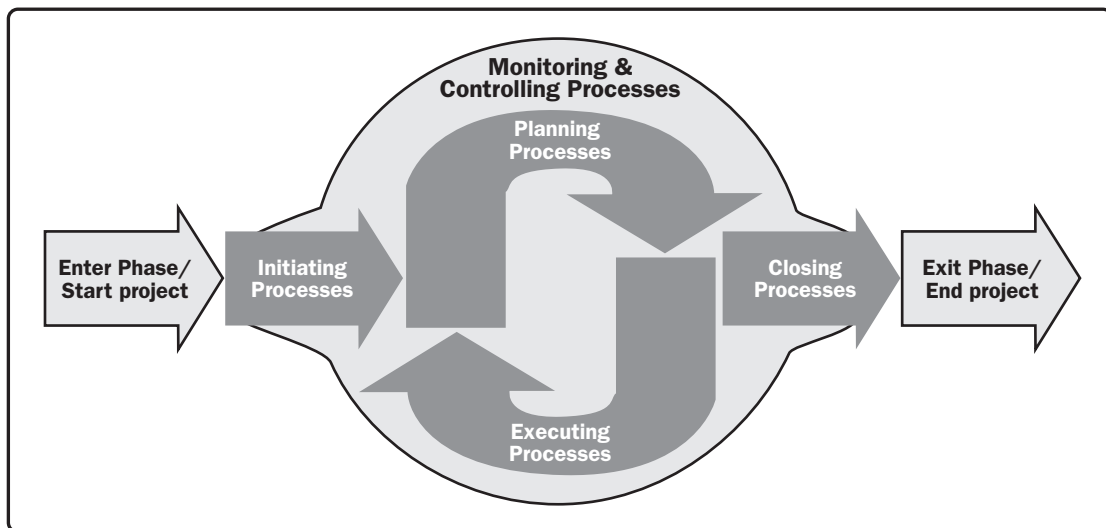 Monitoring &
Controlling Processes
Planning
Processes
Enter Phase/
Start project
Initiating
Processes
Closing
Processes
Exit Phase/
End project
Executing
Processes